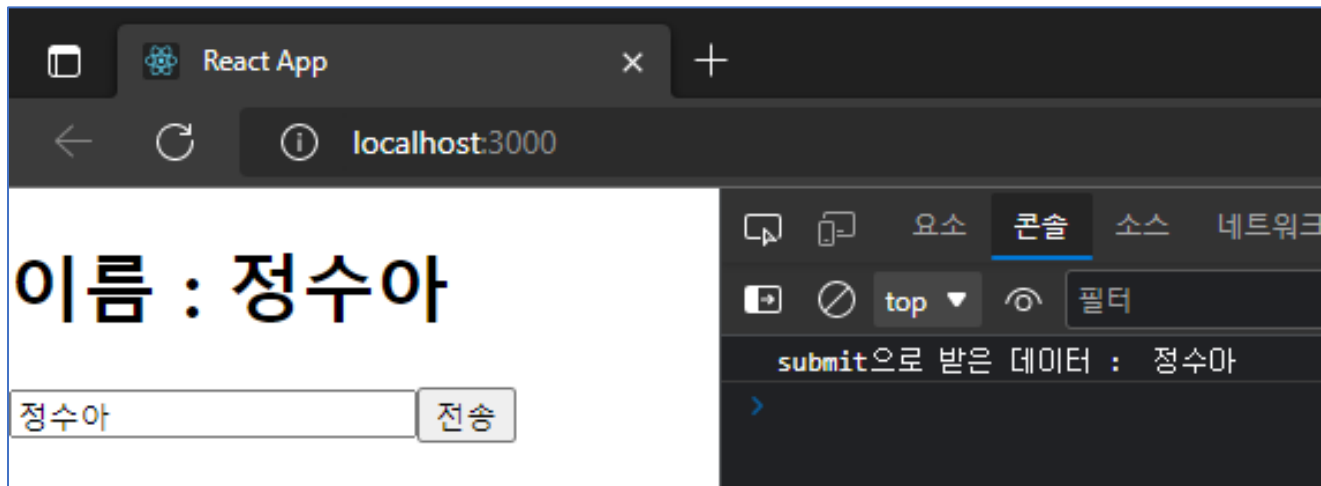 React App
localhost:3000
요소 콘솔 소스 네트워크
top 필터
이름 : 정수아
submit으로 받은 데이터 : 정수아
정수아 전송